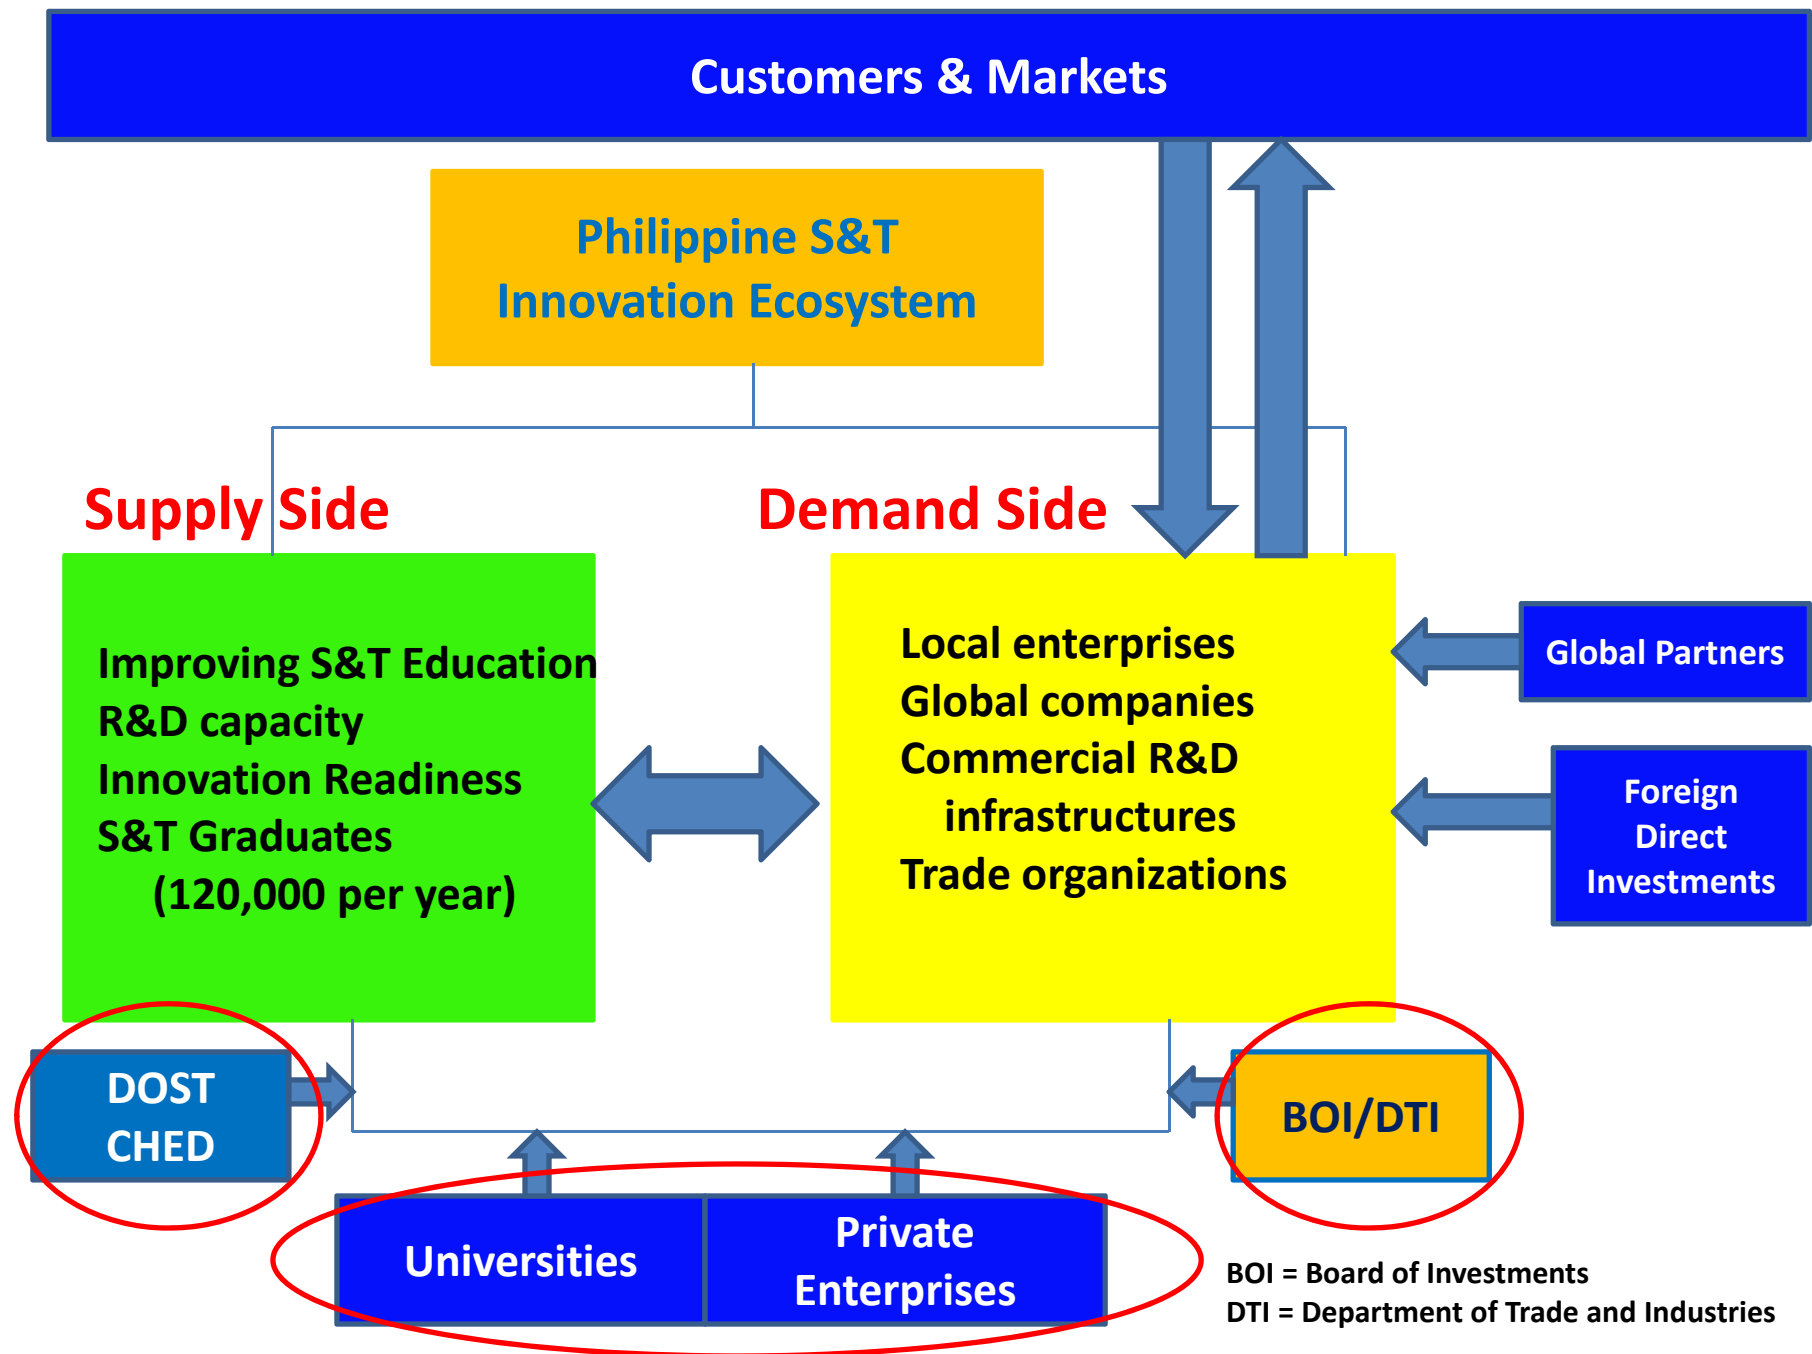 Customers & Markets
Philippine S&T
Innovation Ecosystem
Supply Side
Demand Side
Improving S&T Education
R&D capacity
Innovation Readiness
S&T Graduates
(120,000 per year)
Local enterprises
Global companies
Commercial R&D
infrastructures
Trade organizations
Global Partners
Foreign
Direct
Investments
DOST
CHED
BOI/DTI
Universities
Private
Enterprises
BOI = Board of Investments
DTI = Department of Trade and Industries